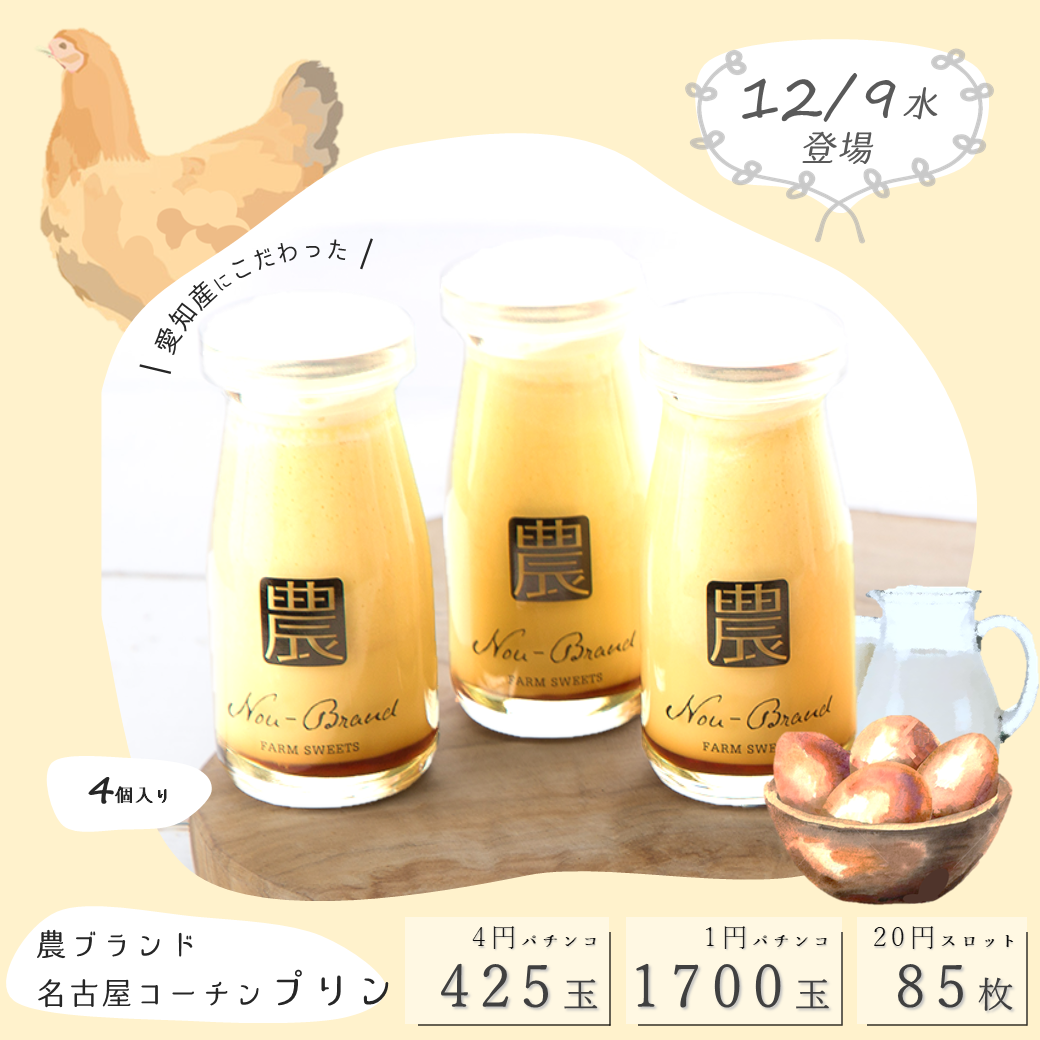 12/9水
登場
\ 愛知産にこだわった /
農
Nou-Brand
FARM SWEETS
農
Nou-Brand
FARM SWEETS
農
Nou-Brand
FARM SWEETS
4個入り
農ブランド
名古屋コーチンプリン
4円パチンコ
425玉
1円パチンコ
1700玉
20円スロット
85枚